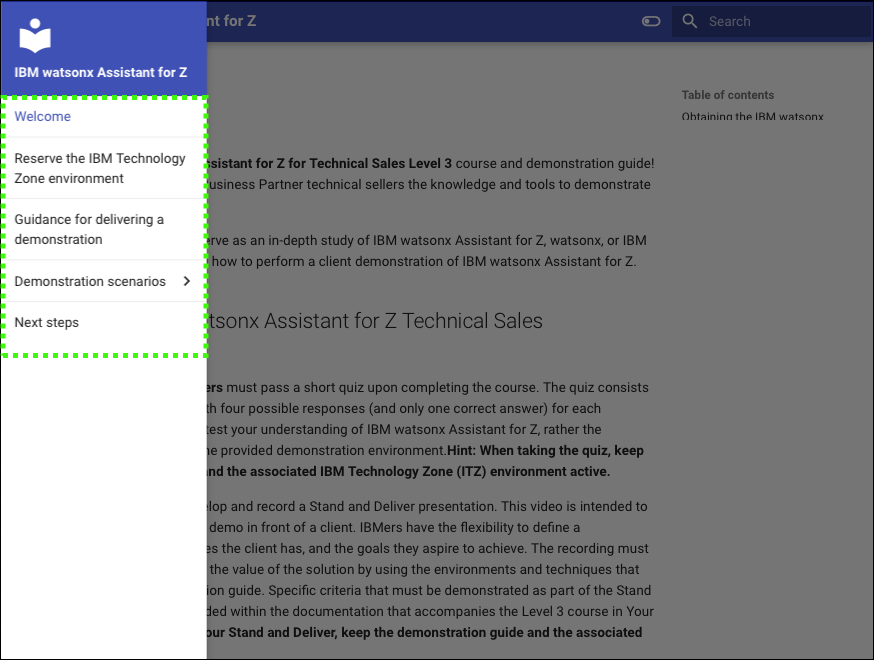 IBM watsonx Assistant for Z
Welcome
Reserve the IBM Technology
Zone environment
Guidance for delivering a
demonstration
Demonstration scenarios
Next steps
nt for Z
Search
Table of contents
Obtaining the IBM watsonx
sistant for Z for Technical Sales Level 3 course and demonstration guide!
usiness Partner technical sellers the knowledge and tools to demonstrate
rve as an in-depth study of IBM watsonx Assistant for Z, watsonx, or IBM
how to perform a client demonstration of IBM watsonx Assistant for Z.
tsonx Assistant for Z Technical Sales
ers must pass a short quiz upon completing the course. The quiz consists
th four possible responses (and only one correct answer) for each
test your understanding of IBM watsonx Assistant for Z, rather the
ne provided demonstration environment.Hint: When taking the quiz, keep
and the associated IBM Technology Zone (ITZ) environment active.
elop and record a Stand and Deliver presentation. This video is intended to
demo in front of a client. IBMers have the flexibility to define a
es the client has, and the goals they aspire to achieve. The recording must
the value of the solution by using the environments and techniques that
ion guide. Specific criteria that must be demonstrated as part of the Stand
ded within the documentation that accompanies the Level 3 course in Your
our Stand and Deliver, keep the demonstration guide and the associated